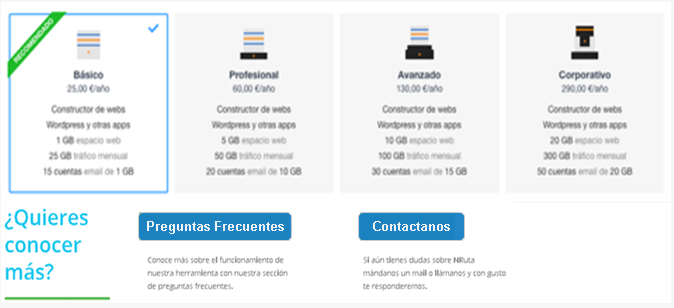 RECOMENDADO
Básico
25,00 €/año
Constructor de webs
Wordpress y otras apps
1 GB espacio web
25 GB tráfico mensual
15 cuentas email de 1 GB
Profesional
60,00 €/año
Constructor de webs
Wordpress y otras apps
5 GB espacio web
50 GB tráfico mensual
20 cuentas email de 10 GB
Avanzado
130,00 €/año
Constructor de webs
Wordpress y otras apps
10 GB espacio web
100 GB tráfico mensual
30 cuentas email de 15 GB
Corporativo
290,00 €/año
Constructor de webs
Wordpress y otras apps
20 GB espacio web
300 GB tráfico mensual
50 cuentas email de 20 GB
¿Quieres
conocer
más?
Preguntas Frecuentes
Conoce más sobre el funcionamiento de
nuestra herramienta con nuestra sección
de preguntas frecuentes.
Contactanos
Si aún tienes dudas sobre NIRuta
mándanos un mail o llámanos y con gusto
te responderemos.